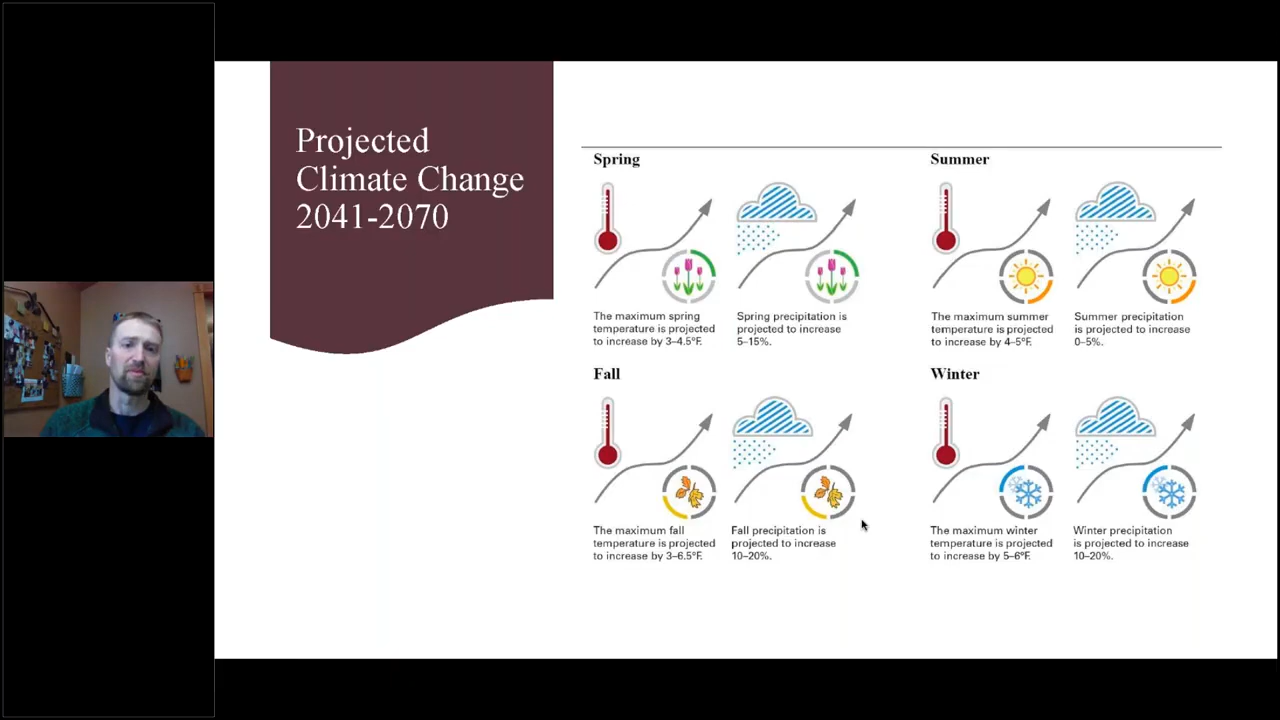 Projected
Climate Change
2041-2070
Spring
The maximum spring
temperature is projected
to increase by 3–4.5°F.
Spring precipitation is
projected to increase
5–15%.
Summer
The maximum summer
temperature is projected
to increase by 4–5°F.
Summer precipitation
is projected to increase
0–5%.
Fall
The maximum fall
temperature is projected
to increase by 3–6.5°F.
Fall precipitation is
projected to increase
10–20%.
Winter
The maximum winter
temperature is projected
to increase by 5–6°F.
Winter precipitation
is projected to increase
10–20%.